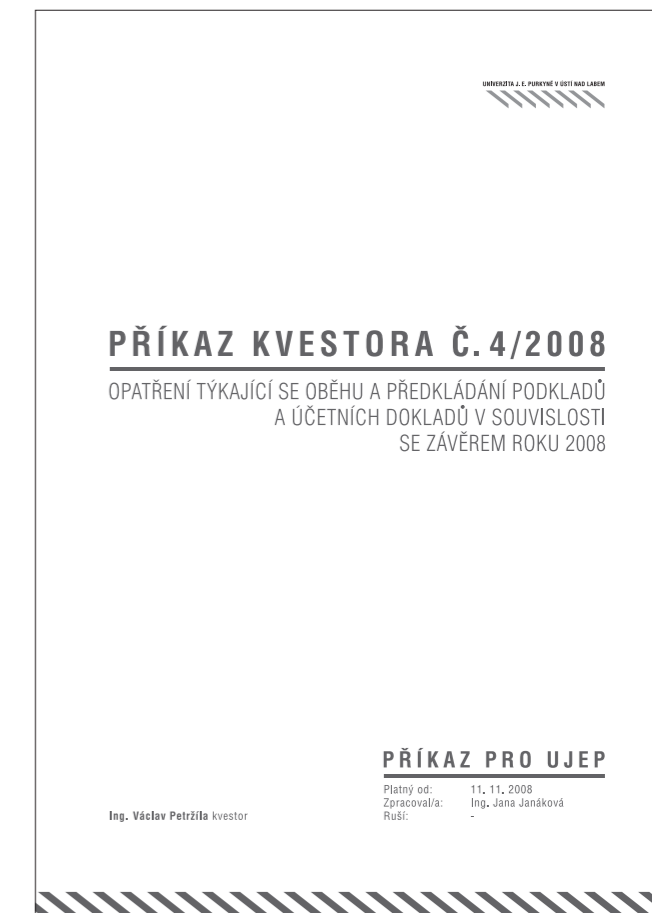 UNIVERZITA J. E. PURKYNĚ V ÚSTÍ NAD LABEM
PŘÍKAZ KVESTORA Č. 4/2008
OPATŘENÍ TÝKAJÍCÍ SE OBĚHU A PŘEDKLÁDÁNÍ PODKLADŮ
A ÚČETNÍCH DOKLADŮ V SOUVISLOSTI
SE ZÁVĚREM ROKU 2008
PŘÍKAZ PRO UJEP
Platný od: 11. 11. 2008
Zpracoval/a: Ing. Jana Janáková
Ruší: -
Ing. Václav Petržíla kvestor